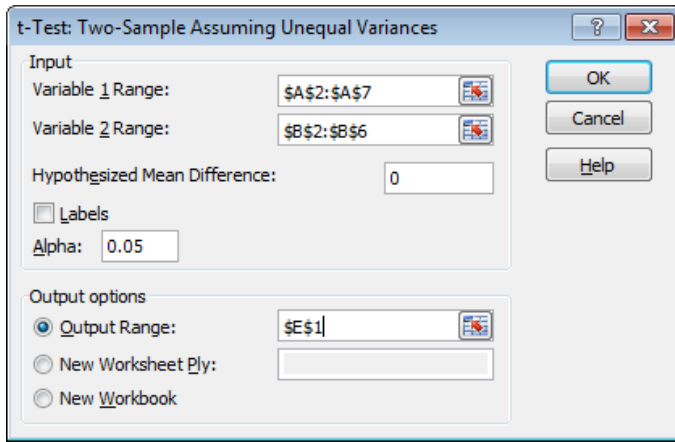 t-Test: Two-Sample Assuming Unequal Variances
Input
Variable 1 Range: $A$2:$A$7
Variable 2 Range: $B$2:$B$6
Hypothesized Mean Difference: 0
Labels
Alpha: 0.05
OK
Cancel
Help
Output options
Output Range: $E$1
New Worksheet Ply:
New Workbook